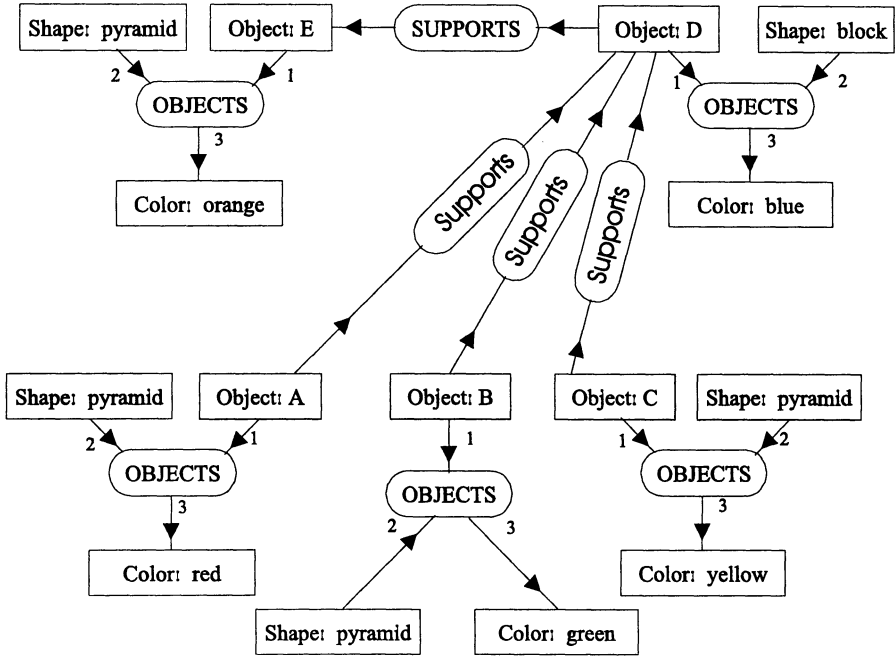 Shape: pyramid
Object: E
SUPPORTS
Object: D
Shape: block
2
1
1
2
OBJECTS
OBJECTS
3
3
Color: orange
Color: blue
Supports
Supports
Supports
Shape: pyramid
Object: A
Object: B
Object: C
Shape: pyramid
2
1
1
1
2
OBJECTS
OBJECTS
OBJECTS
3
2
3
3
Color: red
Color: yellow
Shape: pyramid
Color: green